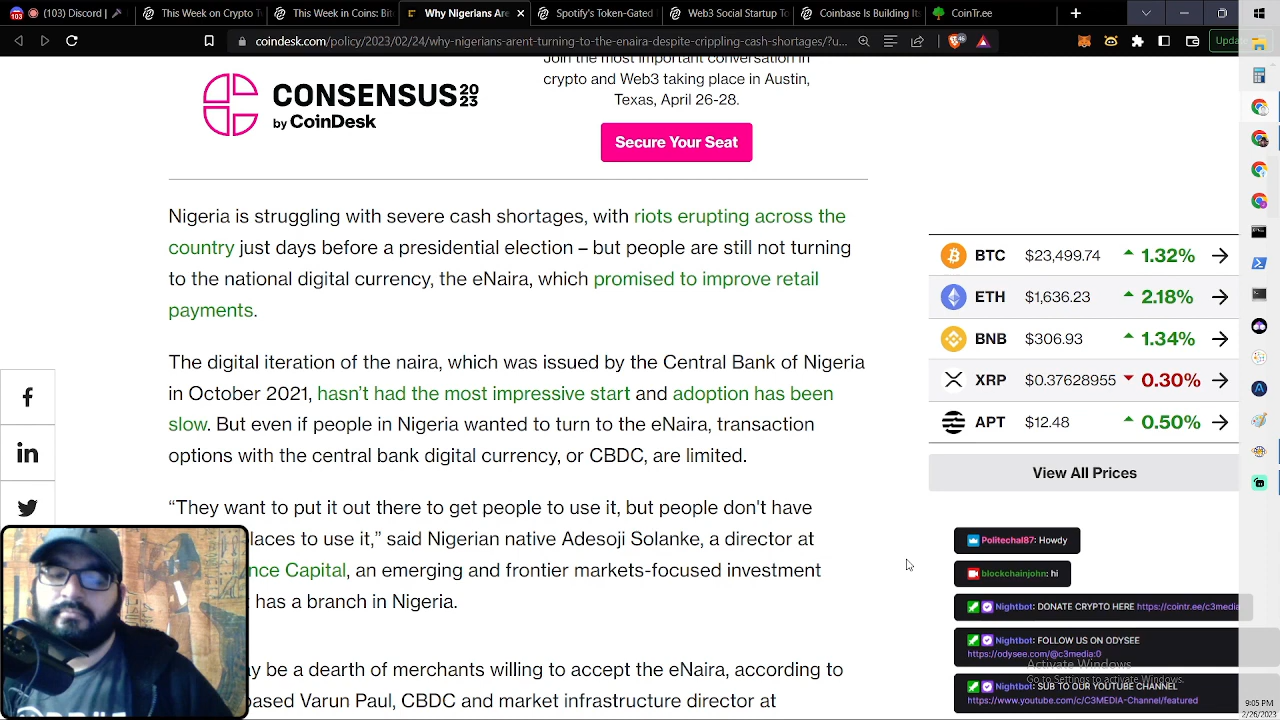 (103) Discord |
This Week on Crypto T
This Week in Coins: Bit
Why Nigerians Are
Spotify's Token-Gated
Web3 Social Startup To
Coinbase Is Building Its
CoinTr.ee
coindesk.com/policy/2023/02/24/why-nigerians-arent-turning-to-the-enaira-despite-crippling-cash-shortages/?u...
46
Upda
Join the most important conversation in
crypto and Web3 taking place in Austin,
Texas, April 26-28.
CONSENSUS 2023
by CoinDesk
Secure Your Seat
Nigeria is struggling with severe cash shortages, with riots erupting across the
country just days before a presidential election – but people are still not turning
to the national digital currency, the eNaira, which promised to improve retail
payments.
The digital iteration of the naira, which was issued by the Central Bank of Nigeria
in October 2021, hasn't had the most impressive start and adoption has been
slow. But even if people in Nigeria wanted to turn to the eNaira, transaction
options with the central bank digital currency, or CBDC, are limited.
“They want to put it out there to get people to use it, but people don't have
laces to use it,” said Nigerian native Adesoji Solanke, a director at
nce Capital, an emerging and frontier markets-focused investment
has a branch in Nigeria.
y be a death of merchants willing to accept the eNaira, according to
based Varun Paul, CBDC and market infrastructure director at
BTC $23,499.74 1.32%
ETH $1,636.23 2.18%
BNB $306.93 1.34%
XRP $0.37628955 0.30%
APT $12.48 0.50%
View All Prices
Politechal87: Howdy
blockchainjohn: hi
Nightbot: DONATE CRYPTO HERE https://cointr.ee/c3media
Nightbot: FOLLOW US ON ODYSEE
https://odysee.com/@c3media:0
Activate Windows
Go to Settings to activate Windows.
Nightbot: SUB TO OUR YOUTUBE CHANNEL
https://www.youtube.com/c/C3MEDIA-Channel/featured
9:05 PM
2/26/2023